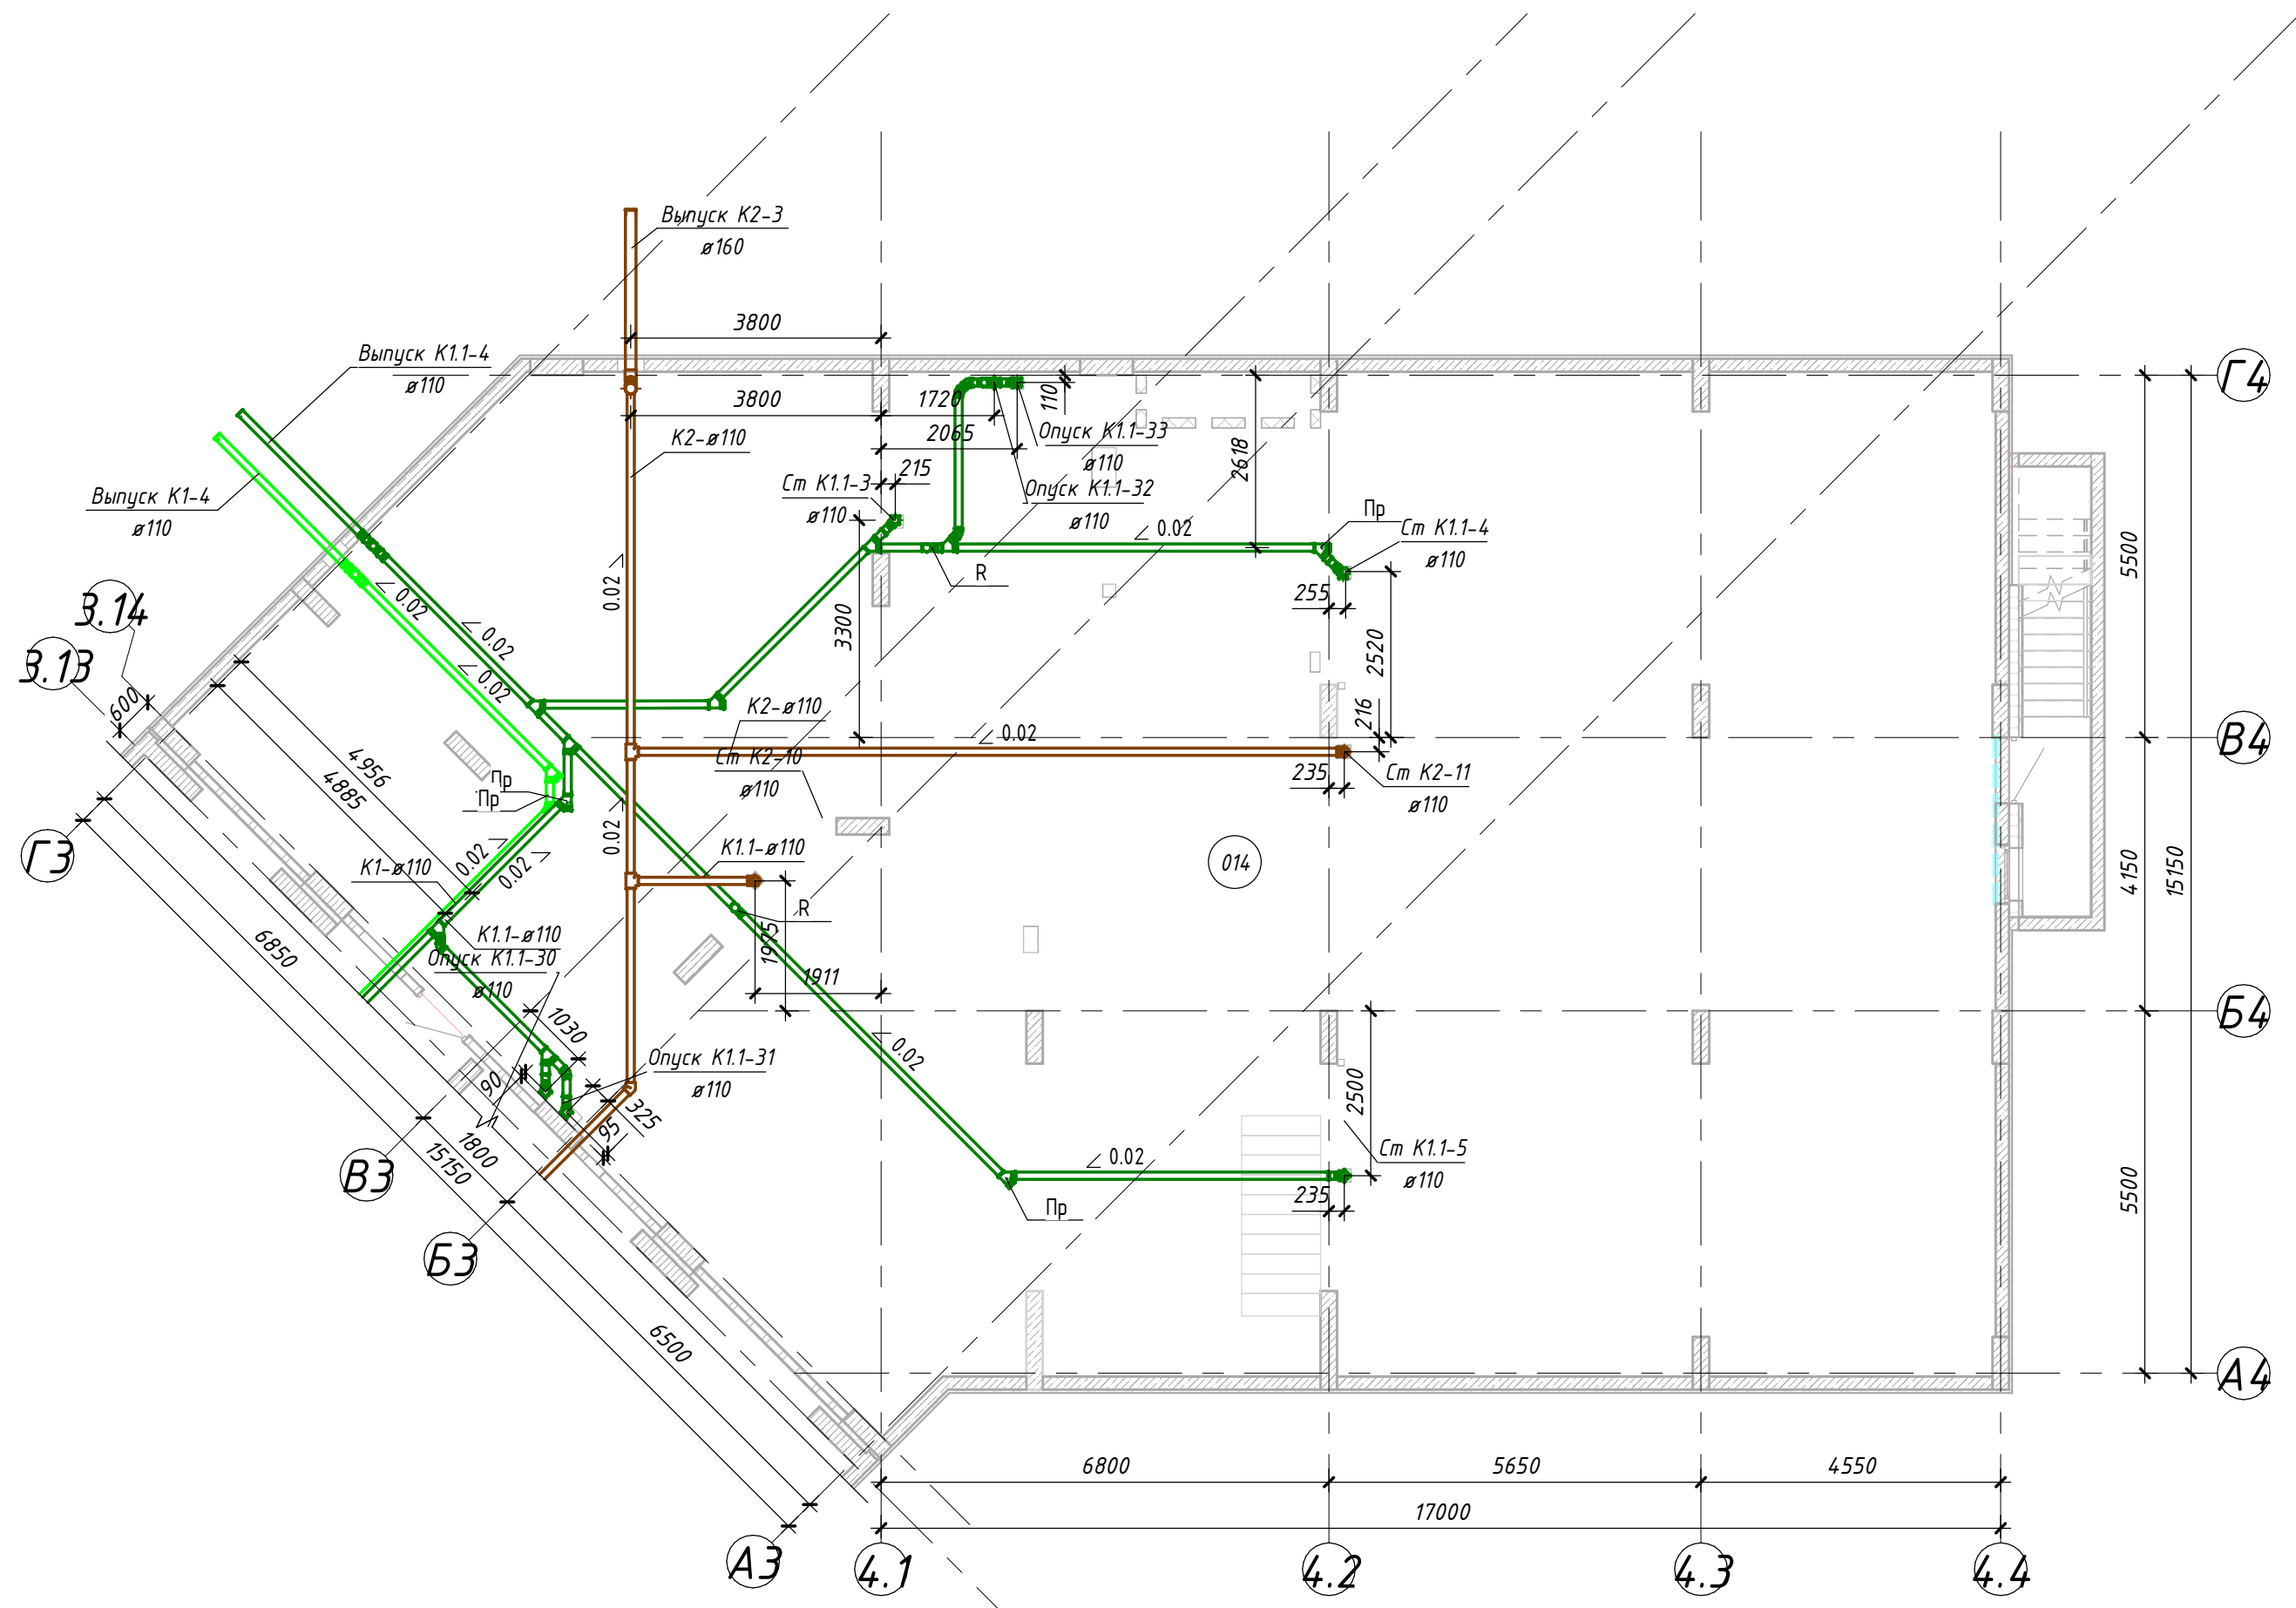 Выпуск К2-3
ø160
3800
Выпуск К1.1-4
ø110
Г4
3800
1720
110
2065
Опуск К1.1-33
ø110
К2-ø110
2618
215
Ст К1.1-3
ø110
Опуск К1.1-32
ø110
Выпуск К1-4
ø110
Пр
0.02
Ст К1.1-4
ø110
5500
R
0.02
0.02
255
3.14
3300
2520
0.02
3.13
0.02
600
К2-ø110
216
0.02
В4
4956
Ст К2-10
ø110
235
Ст К2-11
ø110
4885
Пр
Пр
0.02
Г3
0.02
0.02
К1-ø110
К1.1-ø110
014
4150
15150
R
6850
К1.1-ø110
Опуск К1.1-30
ø110
1975
1911
Б4
1030
0.02
Опуск К1.1-31
ø110
90
325
2500
95
1800
15150
В3
0.02
Ст К1.1-5
ø110
235
5500
Пр
Б3
6500
А4
6800
5650
4550
17000
А3
4.1
4.2
4.3
4.4